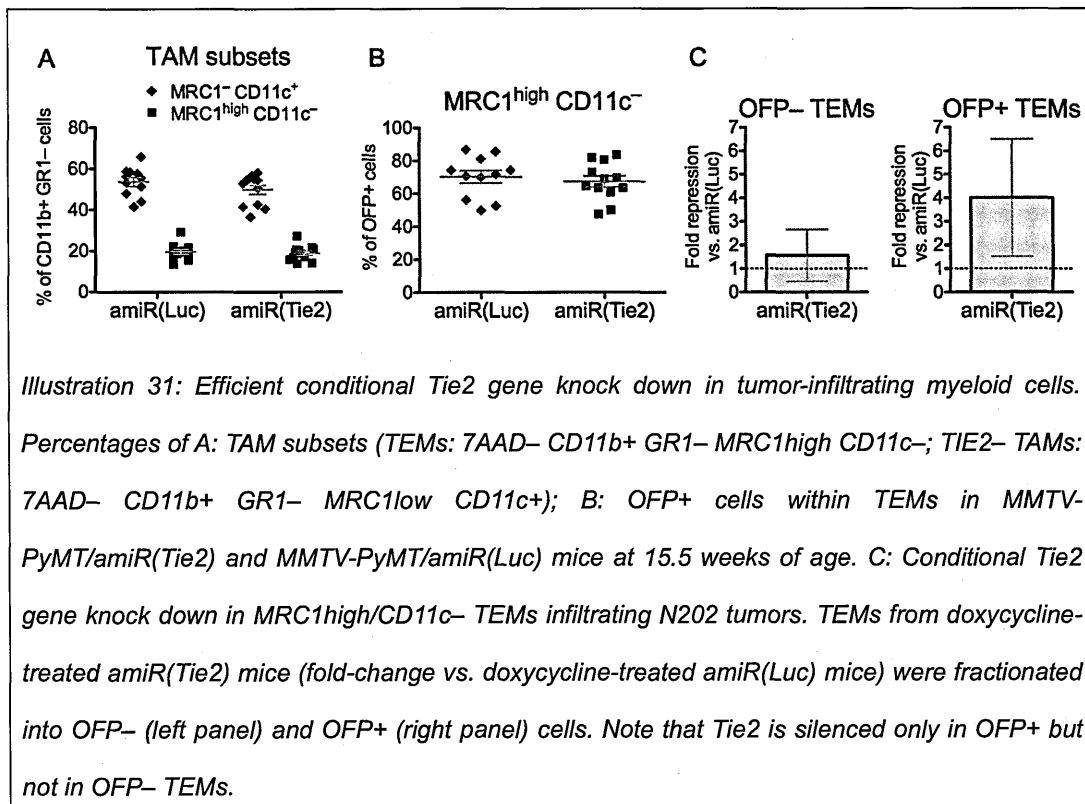 A
TAM subsets
◆ MRC1⁻ CD11c⁺
■ MRC1ʰⁱᵍʰ CD11c⁻
% of CD11b+ GR1– cells
80
60
40
20
0
amiR(Luc)
amiR(Tie2)
B
MRC1ʰⁱᵍʰ CD11c⁻
% of OFP+ cells
100
80
60
40
20
0
amiR(Luc)
amiR(Tie2)
C
OFP– TEMs
Fold repression
vs. amiR(Luc)
7
6
5
4
3
2
1
0
amiR(Tie2)
OFP+ TEMs
Fold repression
vs. amiR(Luc)
7
6
5
4
3
2
1
0
amiR(Tie2)
Illustration 31: Efficient conditional Tie2 gene knock down in tumor-infiltrating myeloid cells.
Percentages of A: TAM subsets (TEMs: 7AAD– CD11b+ GR1– MRC1high CD11c–; TIE2– TAMs:
7AAD– CD11b+ GR1– MRC1low CD11c+); B: OFP+ cells within TEMs in MMTV-
PyMT/amiR(Tie2) and MMTV-PyMT/amiR(Luc) mice at 15.5 weeks of age. C: Conditional Tie2
gene knock down in MRC1high/CD11c– TEMs infiltrating N202 tumors. TEMs from doxycycline-
treated amiR(Tie2) mice (fold-change vs. doxycycline-treated amiR(Luc) mice) were fractionated
into OFP– (left panel) and OFP+ (right panel) cells. Note that Tie2 is silenced only in OFP+ but
not in OFP– TEMs.